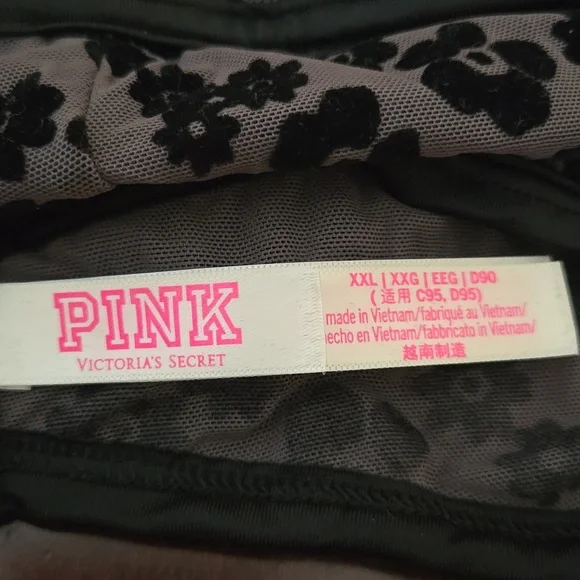 PINK
VICTORIA'S SECRET
XXL | XXG | EEG | D90
(适用 C95, D95)
made in Vietnam/fabriqué au Vietnam/
hecho en Vietnam/fabbricato in Vietnam/
越南制造